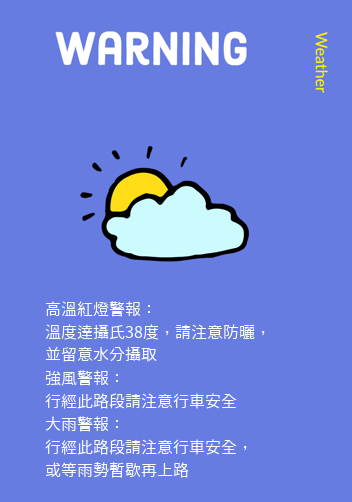 WARNING
Weather
高溫紅燈警報：
溫度達攝氏38度，請注意防曬，
並留意水分攝取
強風警報：
行經此路段請注意行車安全
大雨警報：
行經此路段請注意行車安全，
或等雨勢暫歇再上路